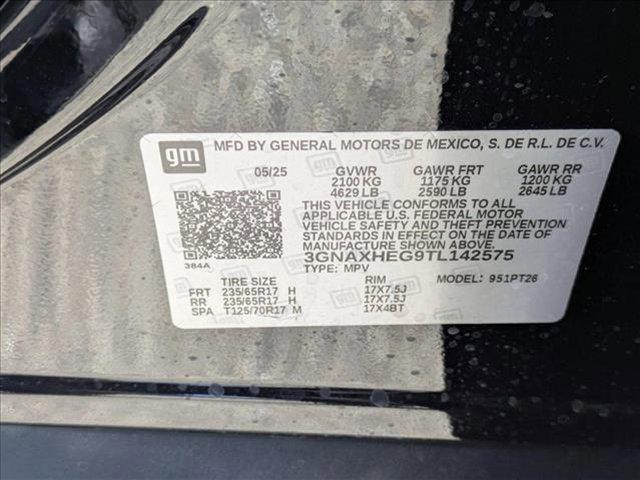 gm
MFD BY GENERAL MOTORS DE MEXICO, S. DE R.L. DE C.V.
05/25 GVWR GAWR FRT GAWR RR
2100 KG 1175 KG 1200 KG
4629 LB 2590 LB 2645 LB
THIS VEHICLE CONFORMS TO ALL
APPLICABLE U.S. FEDERAL MOTOR
VEHICLE SAFETY AND THEFT PREVENTION
STANDARDS IN EFFECT ON THE DATE OF
MANUFACTURE SHOWN ABOVE.
384A
3GNAXHEG9TL142575
TYPE: MPV MODEL: 951PT26
TIRE SIZE RIM
FRT 235/65R17 H 17X7.5J
RR 235/65R17 H 17X7.5J
SPA T125/70R17 M 17X4BT